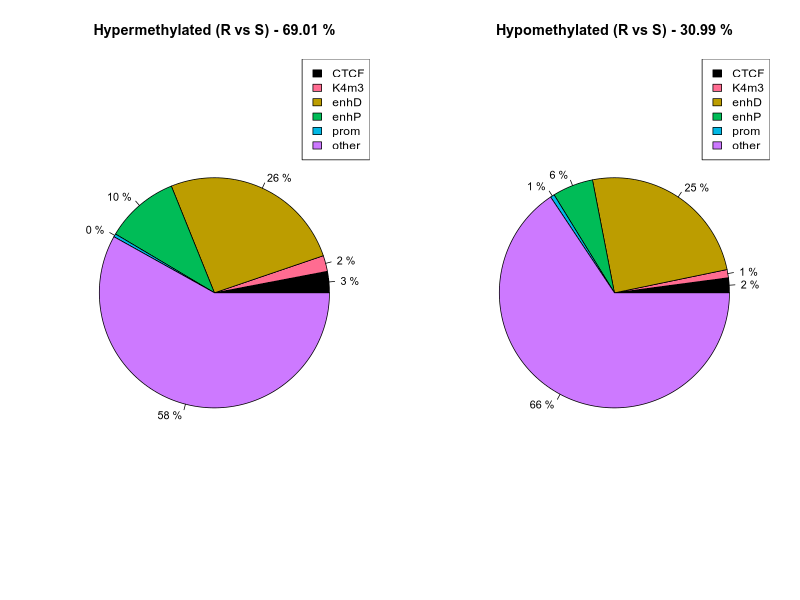 Hypermethylated (R vs S) - 69.01 %
CTCF
K4m3
enhD
enhP
prom
other
26 %
10 %
0 %
2 %
3 %
58 %
Hypomethylated (R vs S) - 30.99 %
CTCF
K4m3
enhD
enhP
prom
other
6 %
1 %
25 %
1 %
2 %
66 %